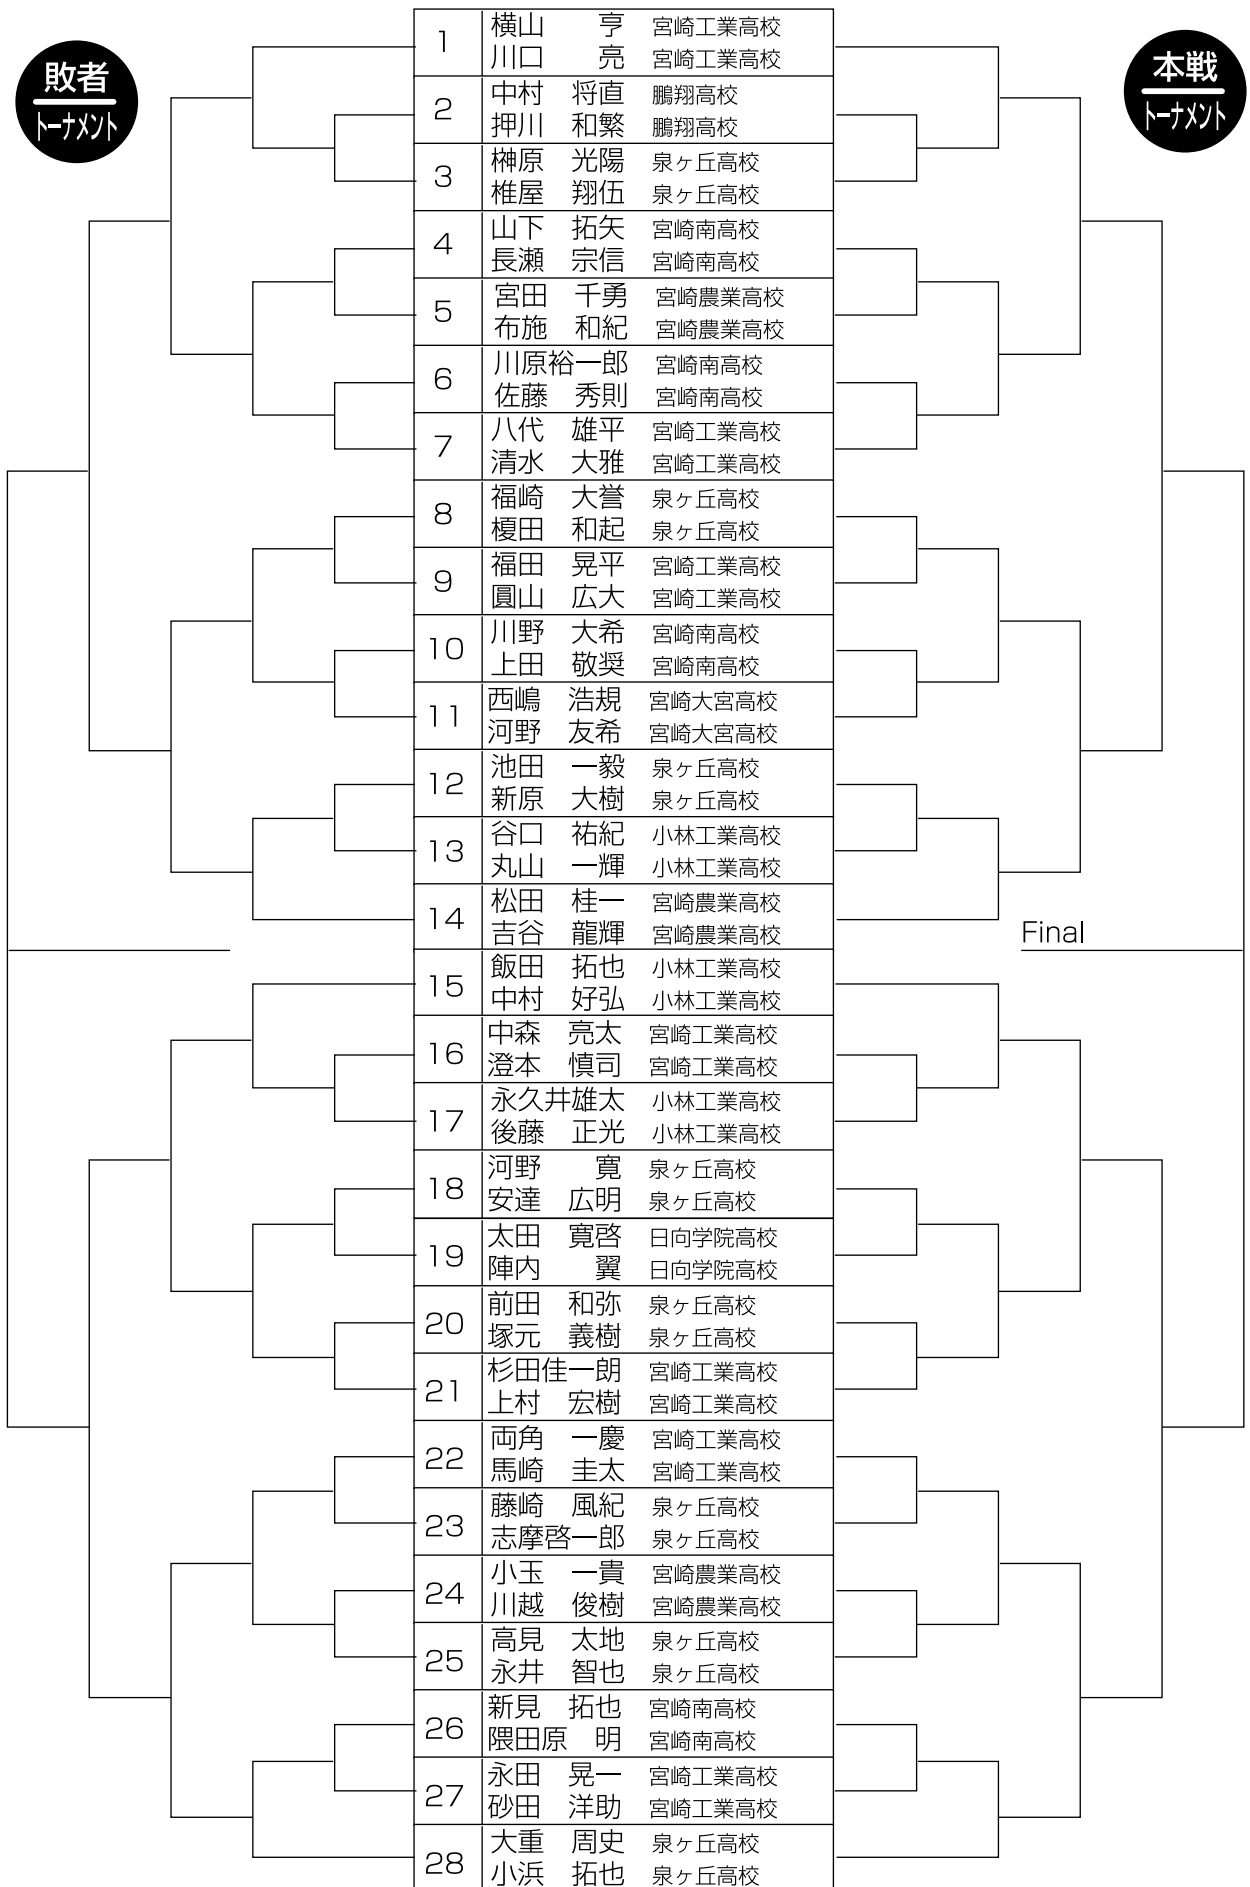 敗者
トーナメント
本戦
トーナメント
1 横山 亨 宮崎工業高校
川口 亮 宮崎工業高校
2 中村 将直 鵬翔高校
押川 和繁 鵬翔高校
3 榊原 光陽 泉ヶ丘高校
椎屋 翔伍 泉ヶ丘高校
4 山下 拓矢 宮崎南高校
長瀬 宗信 宮崎南高校
5 宮田 千勇 宮崎農業高校
布施 和紀 宮崎農業高校
6 川原裕一郎 宮崎南高校
佐藤 秀則 宮崎南高校
7 八代 雄平 宮崎工業高校
清水 大雅 宮崎工業高校
8 福崎 大誉 泉ヶ丘高校
榎田 和起 泉ヶ丘高校
9 福田 晃平 宮崎工業高校
圓山 広大 宮崎工業高校
10 川野 大希 宮崎南高校
上田 敬奨 宮崎南高校
11 西嶋 浩規 宮崎大宮高校
河野 友希 宮崎大宮高校
12 池田 一毅 泉ヶ丘高校
新原 大樹 泉ヶ丘高校
13 谷口 祐紀 小林工業高校
丸山 一輝 小林工業高校
14 松田 桂一 宮崎農業高校
吉谷 龍輝 宮崎農業高校
Final
15 飯田 拓也 小林工業高校
中村 好弘 小林工業高校
16 中森 亮太 宮崎工業高校
澄本 慎司 宮崎工業高校
17 永久井雄太 小林工業高校
後藤 正光 小林工業高校
18 河野 寛 泉ヶ丘高校
安達 広明 泉ヶ丘高校
19 太田 寛啓 日向学院高校
陣内 翼 日向学院高校
20 前田 和弥 泉ヶ丘高校
塚元 義樹 泉ヶ丘高校
21 杉田佳一朗 宮崎工業高校
上村 宏樹 宮崎工業高校
22 両角 一慶 宮崎工業高校
馬崎 圭太 宮崎工業高校
23 藤崎 風紀 泉ヶ丘高校
志摩啓一郎 泉ヶ丘高校
24 小玉 一貴 宮崎農業高校
川越 俊樹 宮崎農業高校
25 高見 太地 泉ヶ丘高校
永井 智也 泉ヶ丘高校
26 新見 拓也 宮崎南高校
隈田原 明 宮崎南高校
27 永田 晃一 宮崎工業高校
砂田 洋助 宮崎工業高校
28 大重 周史 泉ヶ丘高校
小浜 拓也 泉ヶ丘高校